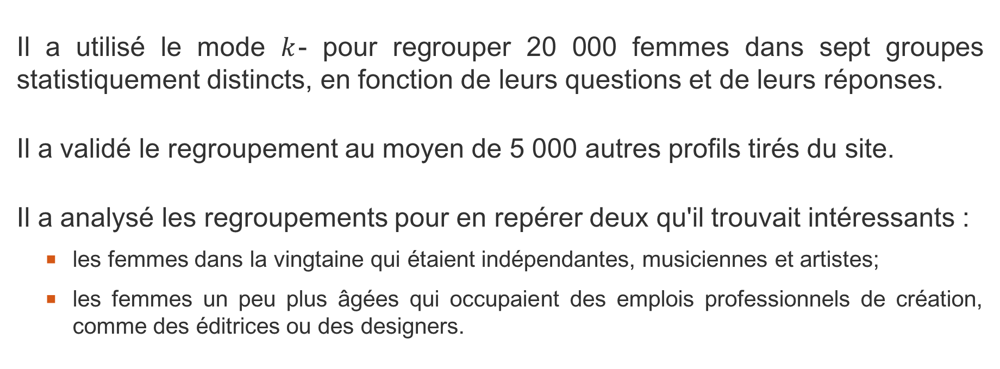 Il a utilisé le mode k- pour regrouper 20 000 femmes dans sept groupes
statistiquement distincts, en fonction de leurs questions et de leurs réponses.
Il a validé le regroupement au moyen de 5 000 autres profils tirés du site.
Il a analysé les regroupements pour en repérer deux qu'il trouvait intéressants :
▪ les femmes dans la vingtaine qui étaient indépendantes, musiciennes et artistes;
▪ les femmes un peu plus âgées qui occupaient des emplois professionnels de création,
comme des éditrices ou des designers.